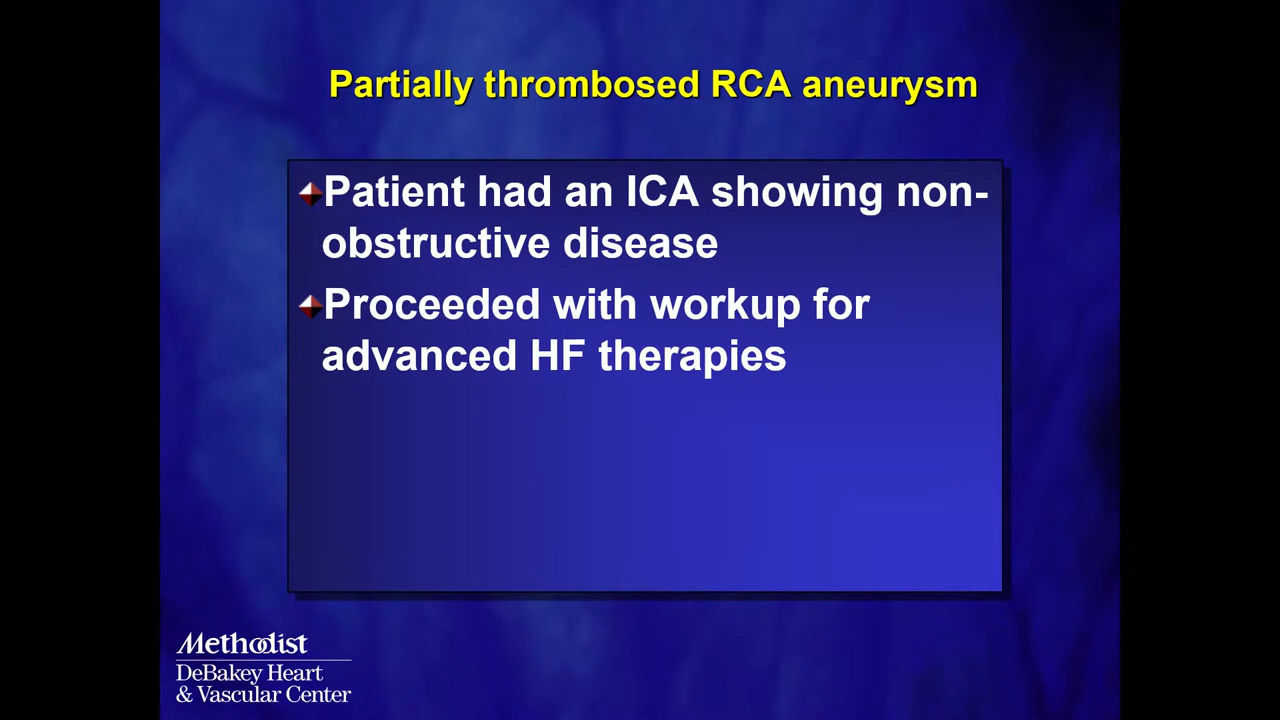 Partially thrombosed RCA aneurysm
Patient had an ICA showing non-
obstructive disease
Proceeded with workup for
advanced HF therapies
Methodist
DeBakey Heart
& Vascular Center